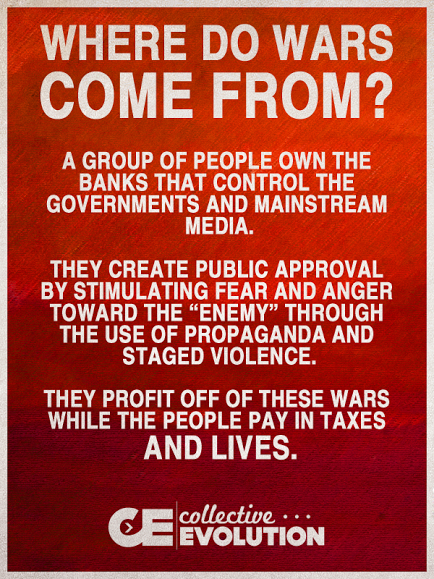 WHERE DO WARS
COME FROM?
A GROUP OF PEOPLE OWN THE
BANKS THAT CONTROL THE
GOVERNMENTS AND MAINSTREAM
MEDIA.
THEY CREATE PUBLIC APPROVAL
BY STIMULATING FEAR AND ANGER
TOWARD THE “ENEMY” THROUGH
THE USE OF PROPAGANDA AND
STAGED VIOLENCE.
THEY PROFIT OFF OF THESE WARS
WHILE THE PEOPLE PAY IN TAXES
AND LIVES.
CE collective ...
EVOLUTION